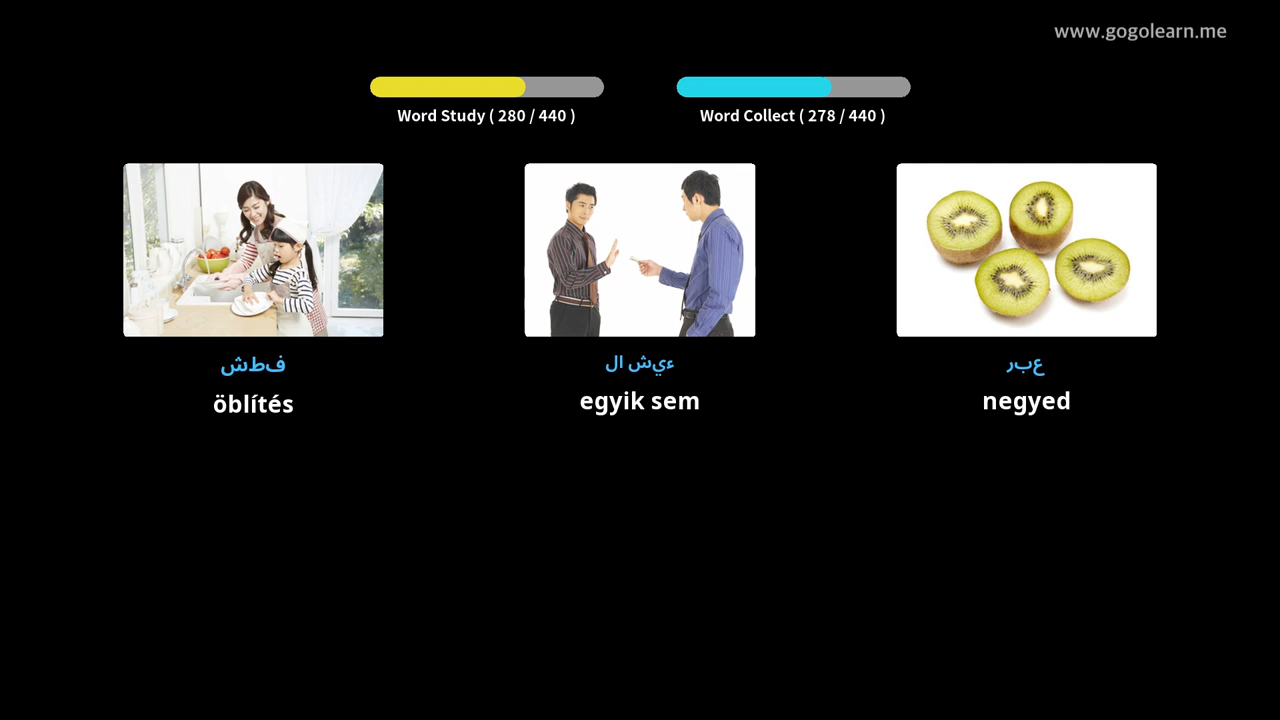 www.gogolearn.me
Word Study ( 280 / 440 )
Word Collect ( 278 / 440 )
فطش
ءيش ال
عبر
öblítés
egyik sem
negyed